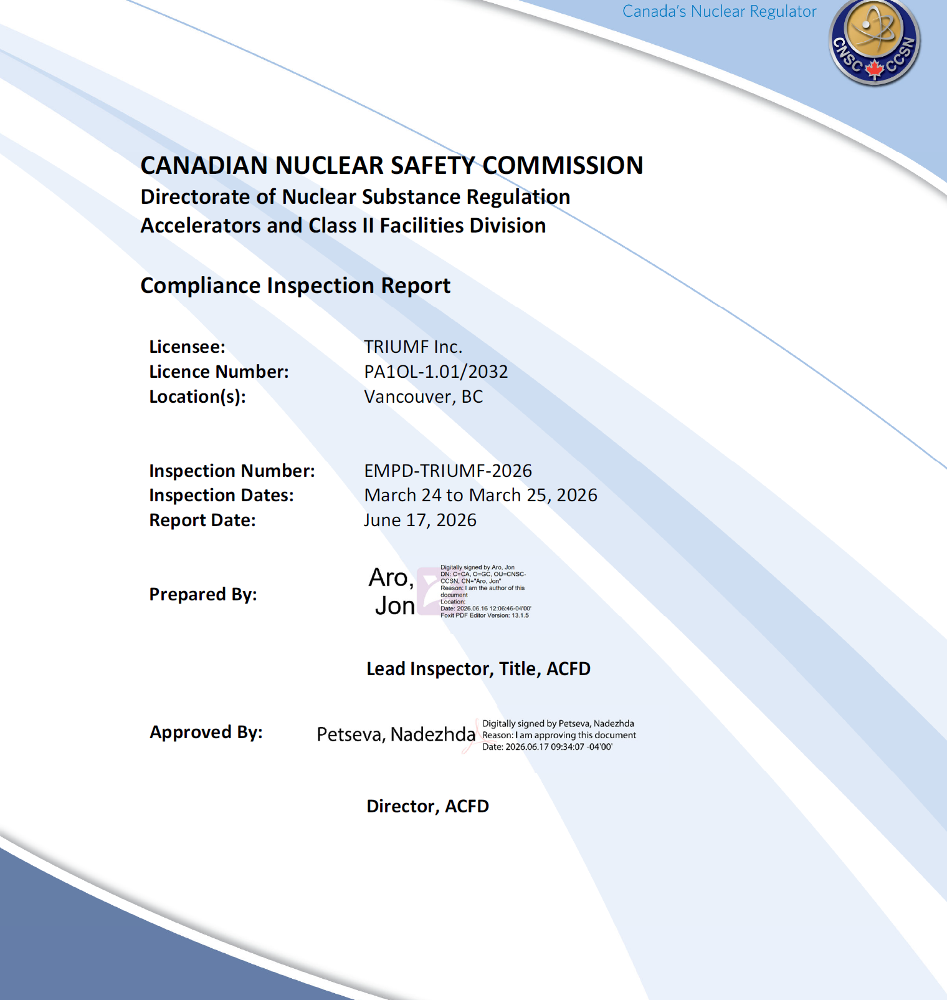 Canada's Nuclear Regulator
CNSC CCSN
CANADIAN NUCLEAR SAFETY COMMISSION
Directorate of Nuclear Substance Regulation
Accelerators and Class II Facilities Division
Compliance Inspection Report
Licensee: TRIUMF Inc.
Licence Number: PA1OL-1.01/2032
Location(s): Vancouver, BC
Inspection Number: EMPD-TRIUMF-2026
Inspection Dates: March 24 to March 25, 2026
Report Date: June 17, 2026
Prepared By:
Aro,
Jon
Digitally signed by Aro, Jon
DN: C=CA, O=GC, OU=CNSC-
CCSN, CN="Aro, Jon"
Reason: I am the author of this
document
Location:
Date: 2026.06.16 12:06:46-04'00'
Foxit PDF Editor Version: 13.1.5
Lead Inspector, Title, ACFD
Approved By: Petseva, Nadezhda
Digitally signed by Petseva, Nadezhda
Reason: I am approving this document
Date: 2026.06.17 09:34:07 -04'00'
Director, ACFD